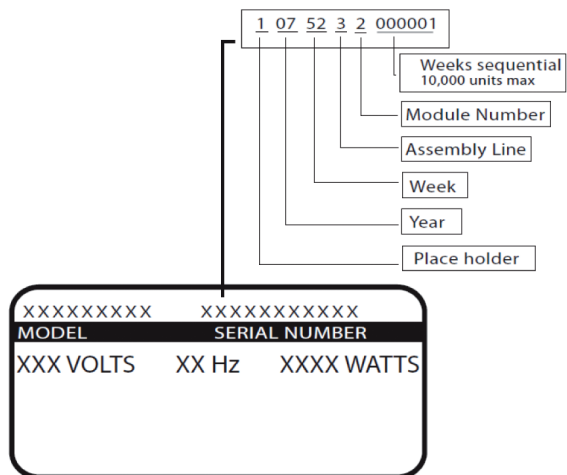 1 07 52 3 2 000001
Weeks sequential
10,000 units max
Module Number
Assembly Line
Week
Year
Place holder
XXXXXXXXX XXXXXXXXXXX
MODEL SERIAL NUMBER
XXX VOLTS XX Hz XXXX WATTS